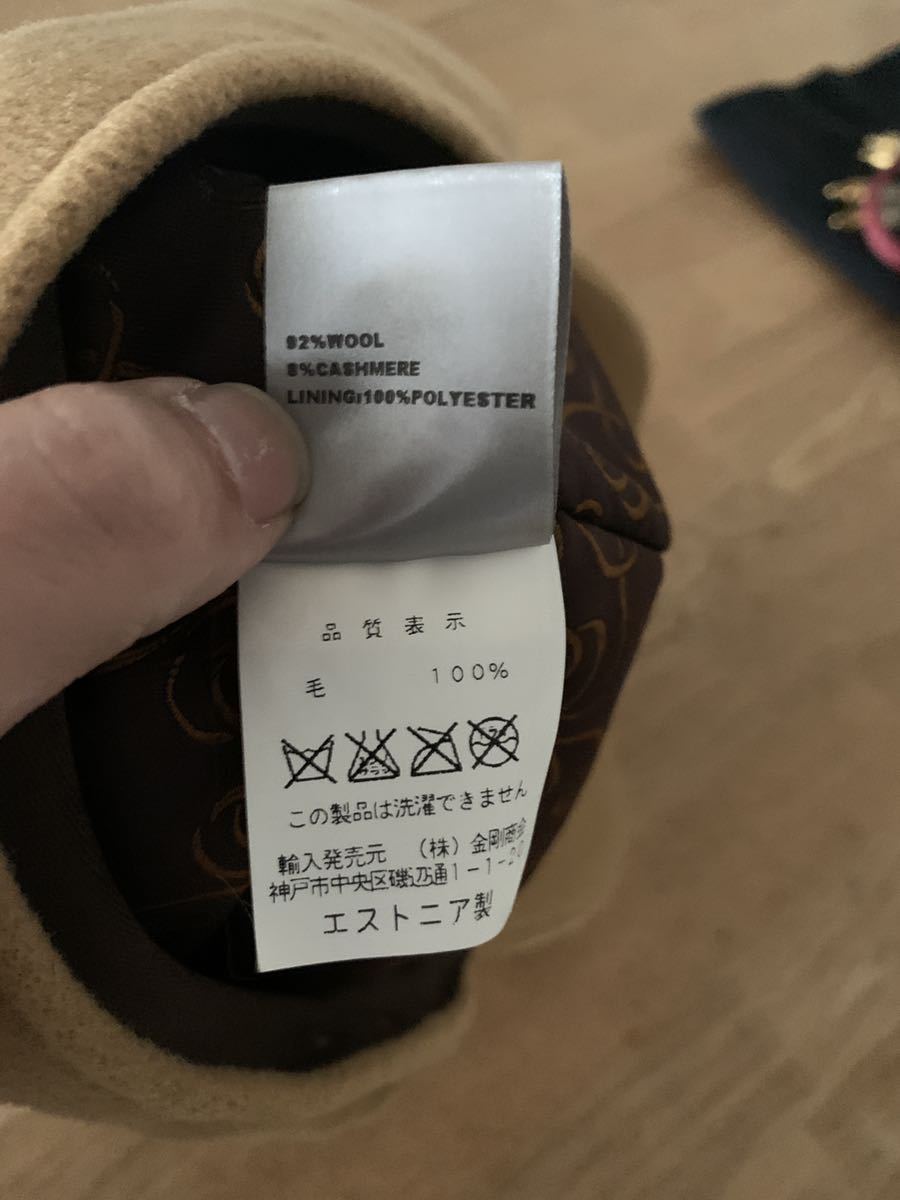 92%WOOL
8%CASHMERE
LINING:100%POLYESTER
品質表示
毛 100%
この製品は洗濯できません
輸入発売元 (株)金剛商会
神戸市中央区磯辺通1-1-20
エストニア製